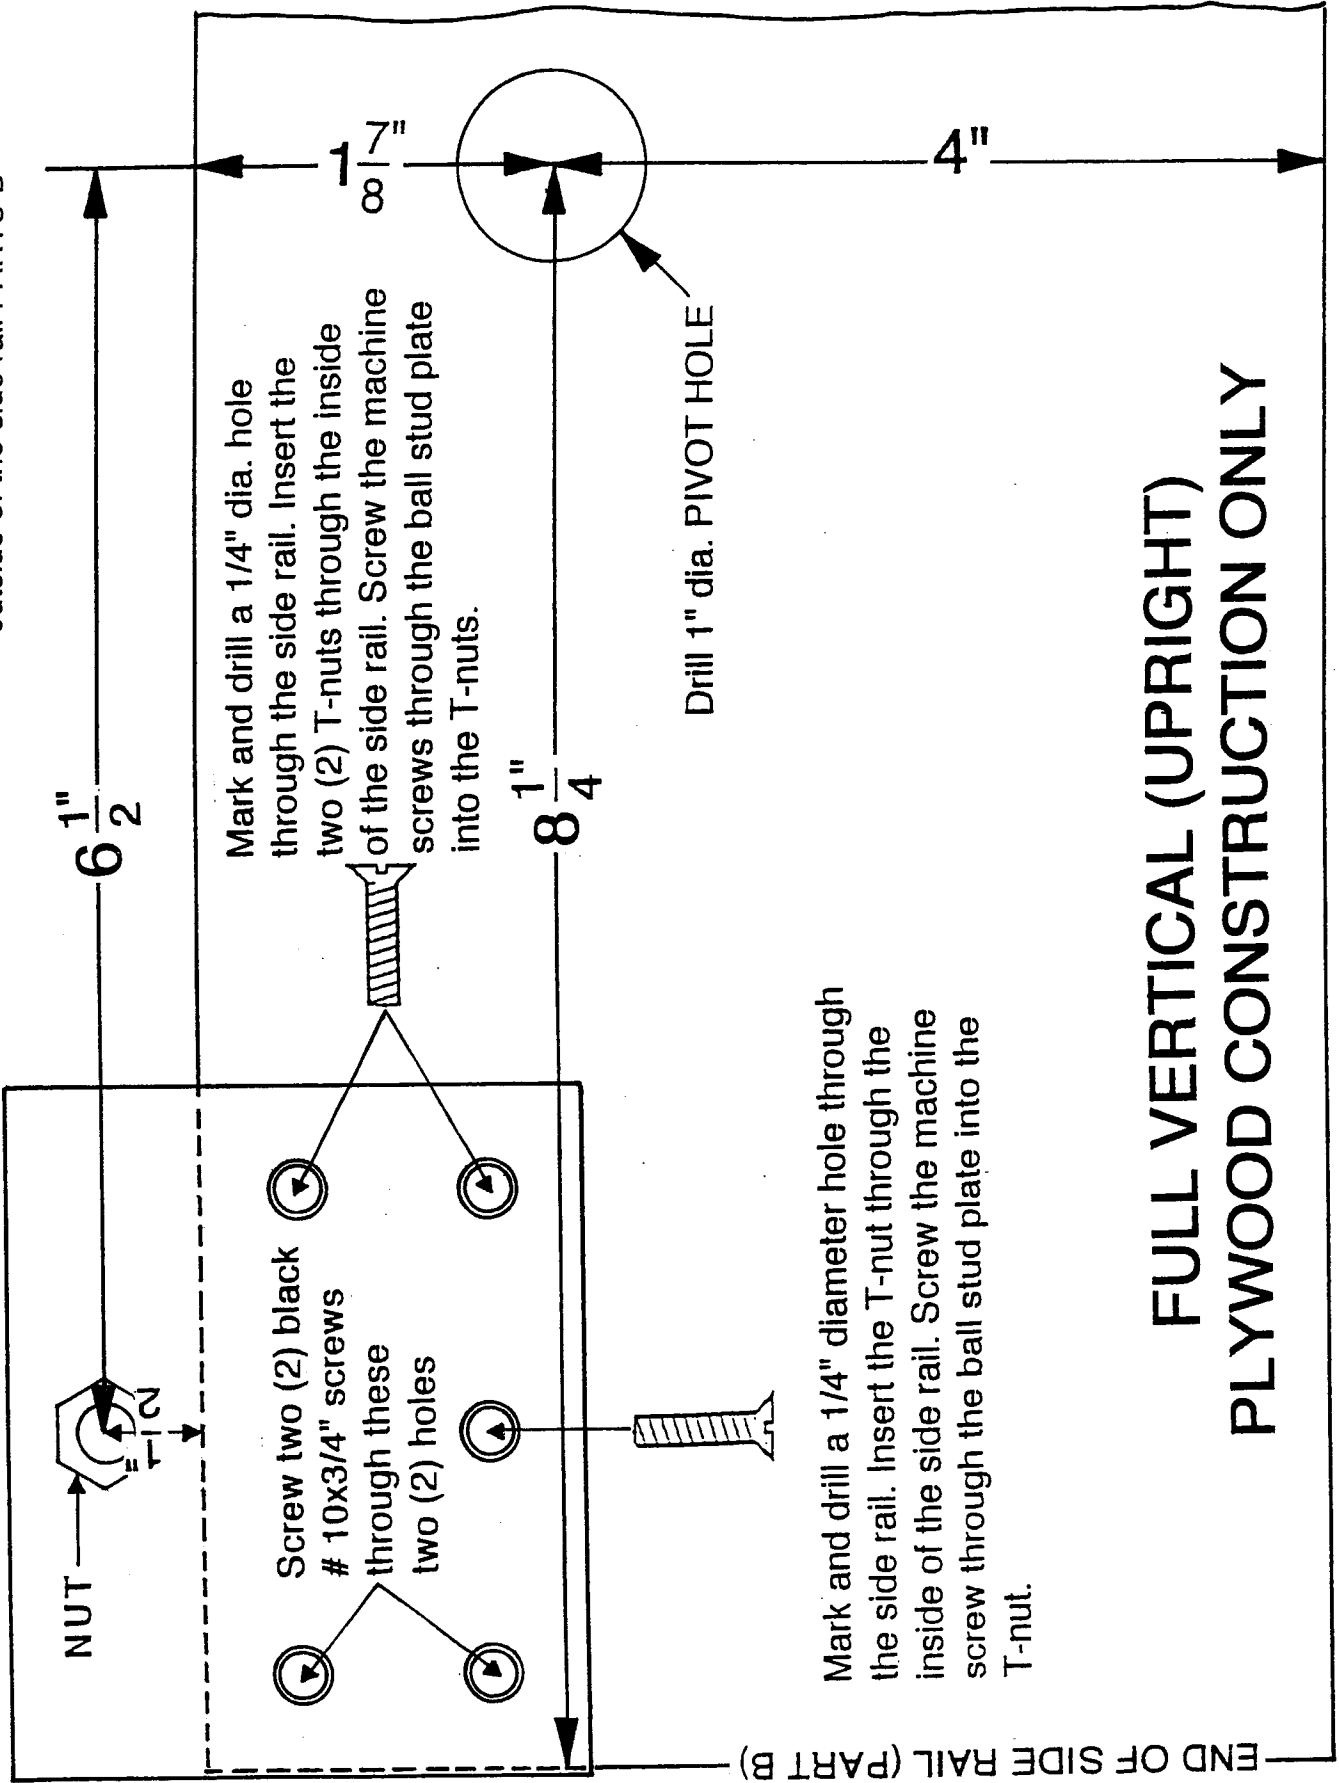 6 1/2"
1 7/8"
4"
8 1/4"
NUT
1/2"
Mark and drill a 1/4" dia. hole
through the side rail. Insert the
two (2) T-nuts through the inside
of the side rail. Screw the machine
screws through the ball stud plate
into the T-nuts.
Screw two (2) black
# 10x3/4" screws
through these
two (2) holes
Drill 1" dia. PIVOT HOLE
Mark and drill a 1/4" diameter hole through
the side rail. Insert the T-nut through the
inside of the side rail. Screw the machine
screw through the ball stud plate into the
T-nut.
END OF SIDE RAIL (PART B)
FULL VERTICAL (UPRIGHT)
PLYWOOD CONSTRUCTION ONLY